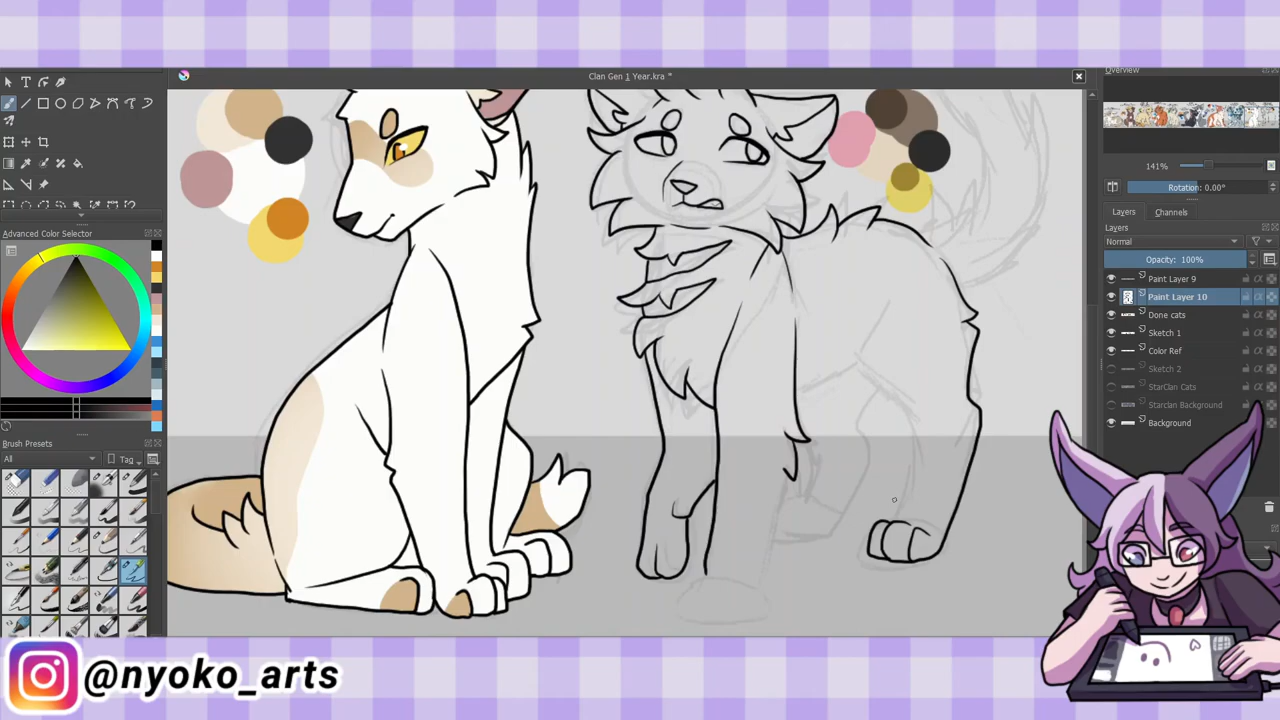 Clan Gen 1 Year.kra *
Overview
141%
Rotation: 0.00°
Layers
Channels
Layers
Normal
Opacity: 100%
Paint Layer 9
Paint Layer 10
Done cats
Sketch 1
Color Ref
Sketch 2
StarClan Cats
Starclan Background
Background
Advanced Color Selector
Brush Presets
All
Tag
@nyoko_arts